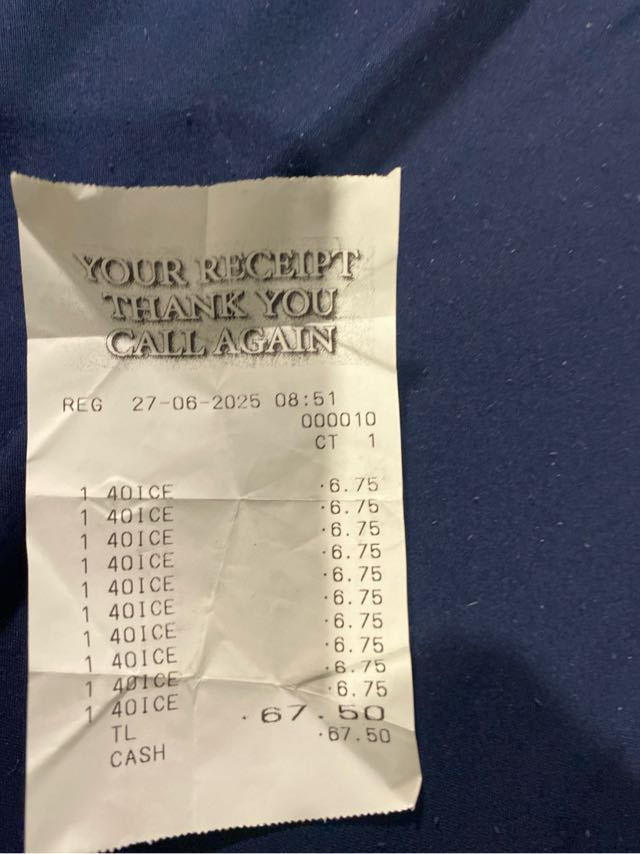 YOUR RECEIPT
THANK YOU
CALL AGAIN
REG 27-06-2025 08:51
000010
CT 1
1 40ICE ·6.75
1 40ICE ·6.75
1 40ICE ·6.75
1 40ICE ·6.75
1 40ICE ·6.75
1 40ICE ·6.75
1 40ICE ·6.75
1 40ICE ·6.75
1 40ICE ·6.75
1 40ICE ·6.75
TL ·67.50
CASH ·67.50